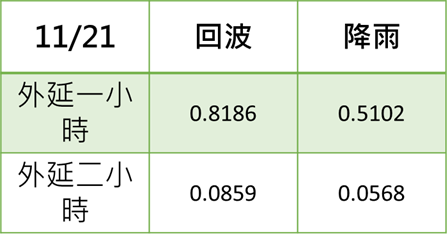 11/21 回波 降雨
外延一小
時 0.8186 0.5102
外延二小
時 0.0859 0.0568